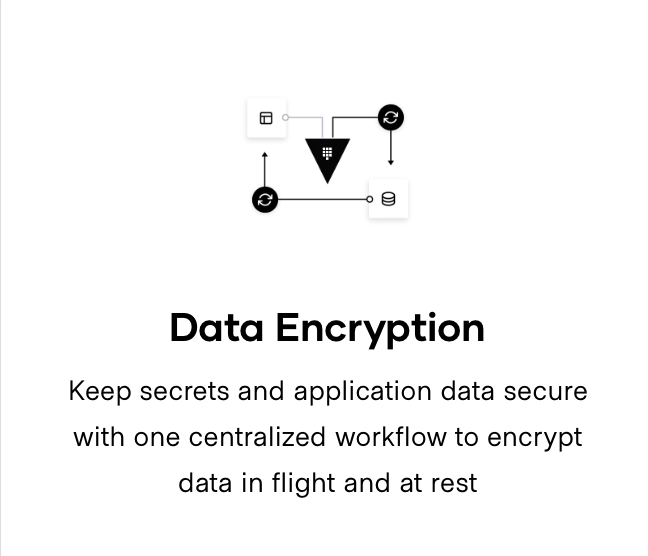 Data Encryption
Keep secrets and application data secure
with one centralized workflow to encrypt
data in flight and at rest